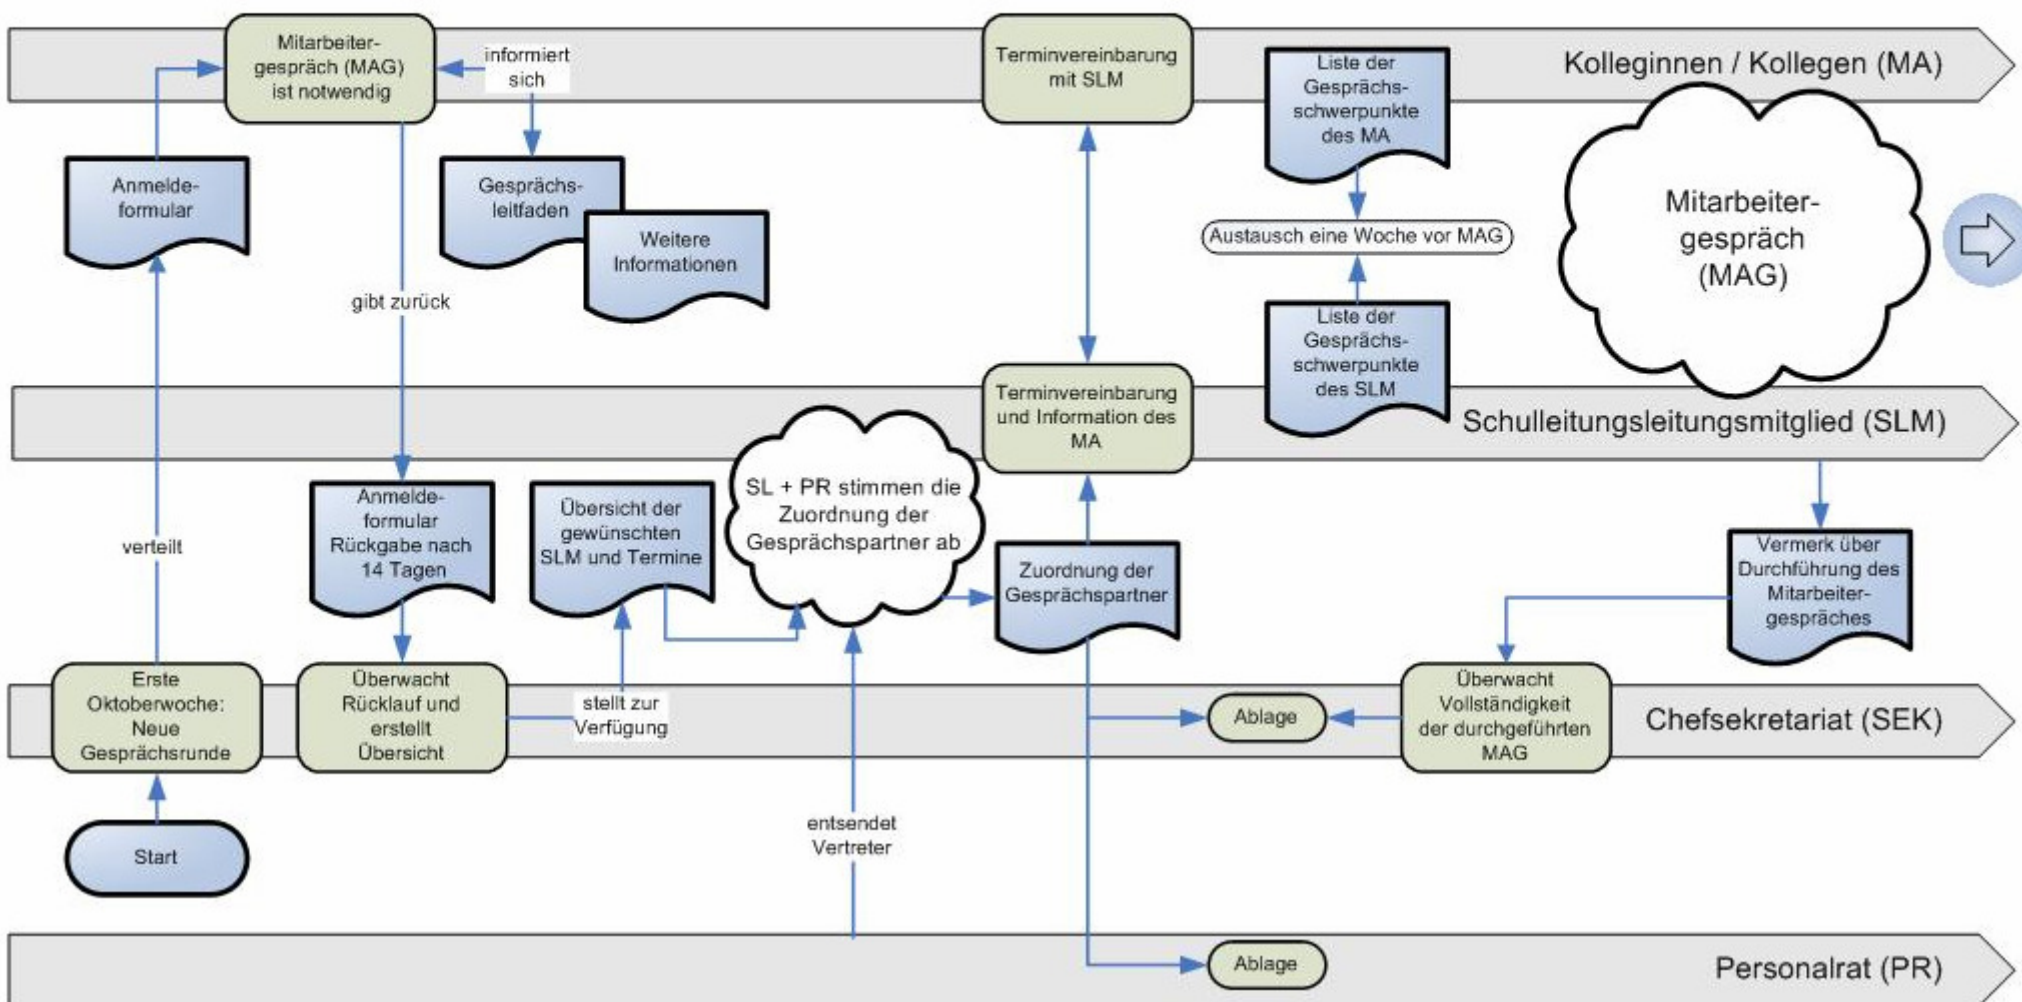 Mitarbeiter-
gespräch (MAG)
ist notwendig
informiert
sich
Terminvereinbarung
mit SLM
Liste der
Gesprächs-
schwerpunkte
des MA
Kolleginnen / Kollegen (MA)
Anmelde-
formular
Gesprächs-
leitfaden
Weitere
Informationen
Austausch eine Woche vor MAG
Mitarbeiter-
gespräch
(MAG)
gibt zurück
Liste der
Gesprächs-
schwerpunkte
des SLM
Terminvereinbarung
und Information des
MA
Schulleitungsleitungsmitglied (SLM)
verteilt
Anmelde-
formular
Rückgabe nach
14 Tagen
Übersicht der
gewünschten
SLM und Termine
SL + PR stimmen die
Zuordnung der
Gesprächspartner ab
Zuordnung der
Gesprächspartner
Vermerk über
Durchführung des
Mitarbeiter-
gespräches
Erste
Oktoberwoche:
Neue
Gesprächsrunde
Überwacht
Rücklauf und
erstellt
Übersicht
stellt zur
Verfügung
Ablage
Überwacht
Vollständigkeit
der durchgeführten
MAG
Chefsekretariat (SEK)
Start
entsendet
Vertreter
Ablage
Personalrat (PR)